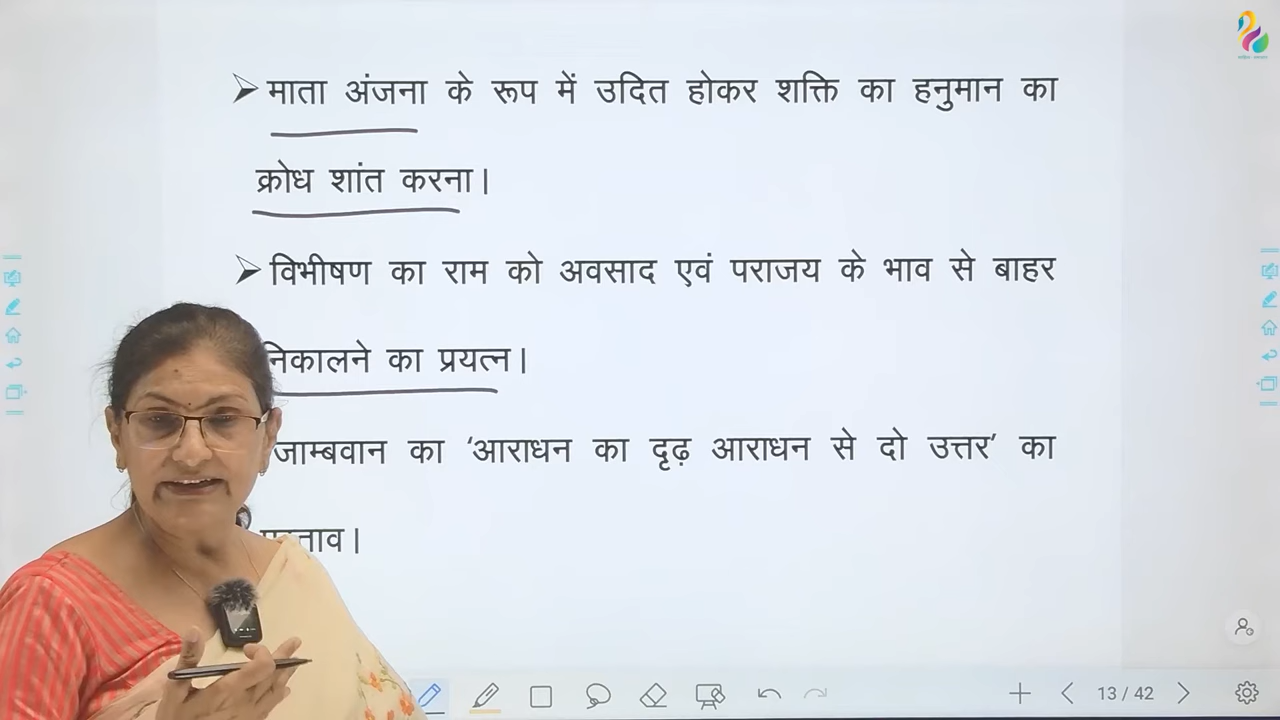 ➤ माता अंजना के रूप में उदित होकर शक्ति का हनुमान का
क्रोध शांत करना।
➤ विभीषण का राम को अवसाद एवं पराजय के भाव से बाहर
निकालने का प्रयत्न।
जाम्बवान का ‘आराधन का दृढ़ आराधन से दो उत्तर’ का
13 / 42